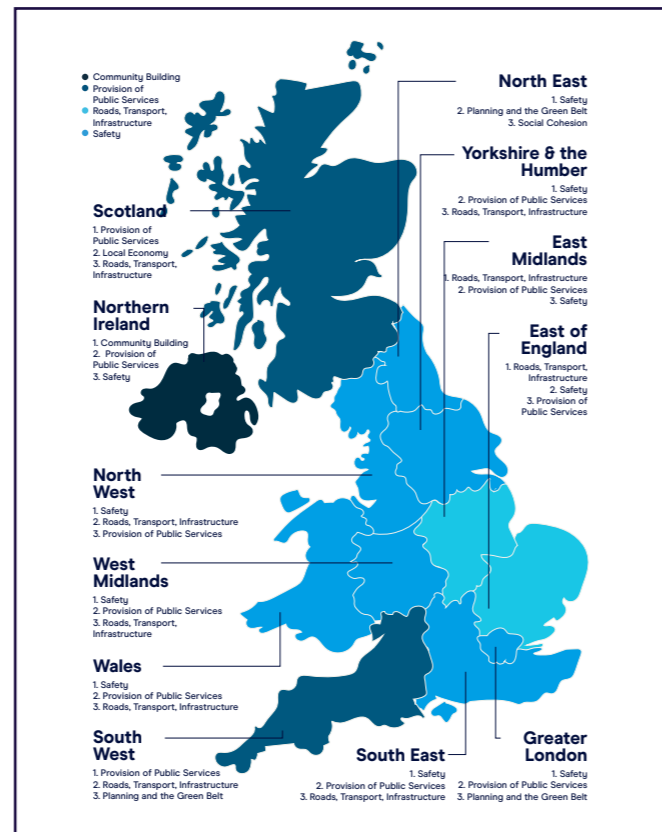 Community Building
Provision of
Public Services
Roads, Transport,
Infrastructure
Safety
North East
1. Safety
2. Planning and the Green Belt
3. Social Cohesion
Yorkshire & the
Humber
1. Safety
2. Provision of Public Services
3. Roads, Transport, Infrastructure
Scotland
1. Provision of
Public Services
2. Local Economy
3. Roads, Transport,
Infrastructure
East
Midlands
1. Roads, Transport, Infrastructure
2. Provision of Public Services
3. Safety
Northern
Ireland
1. Community Building
2. Provision of
Public Services
3. Safety
East of
England
1. Roads, Transport,
Infrastructure
2. Safety
3. Provision of
Public Services
North
West
1. Safety
2. Roads, Transport, Infrastructure
3. Provision of Public Services
West
Midlands
1. Safety
2. Provision of Public Services
3. Roads, Transport,
Infrastructure
Wales
1. Safety
2. Provision of Public Services
3. Roads, Transport, Infrastructure
South
West
1. Provision of Public Services
2. Roads, Transport, Infrastructure
3. Planning and the Green Belt
South East
1. Safety
2. Provision of Public Services
3. Roads, Transport, Infrastructure
Greater
London
1. Safety
2. Provision of Public Services
3. Planning and the Green Belt